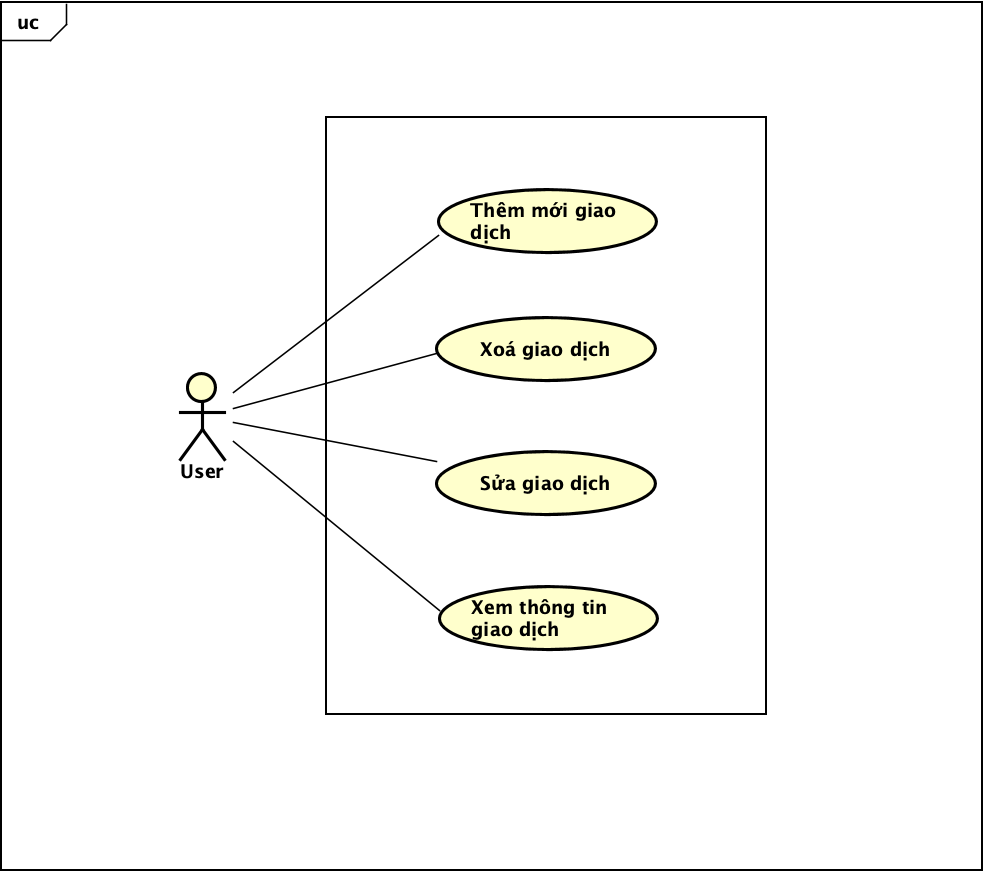 uc
Thêm mới giao
dịch
Xoá giao dịch
User
Sửa giao dịch
Xem thông tin
giao dịch